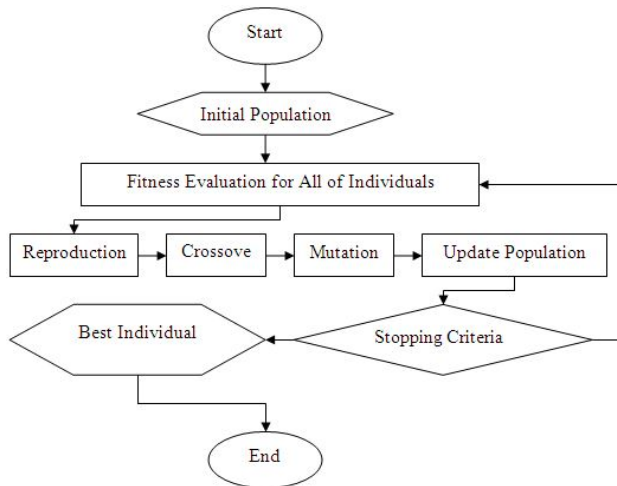 Start
Initial Population
Fitness Evaluation for All of Individuals
Reproduction
Crossove
Mutation
Update Population
Best Individual
Stopping Criteria
End